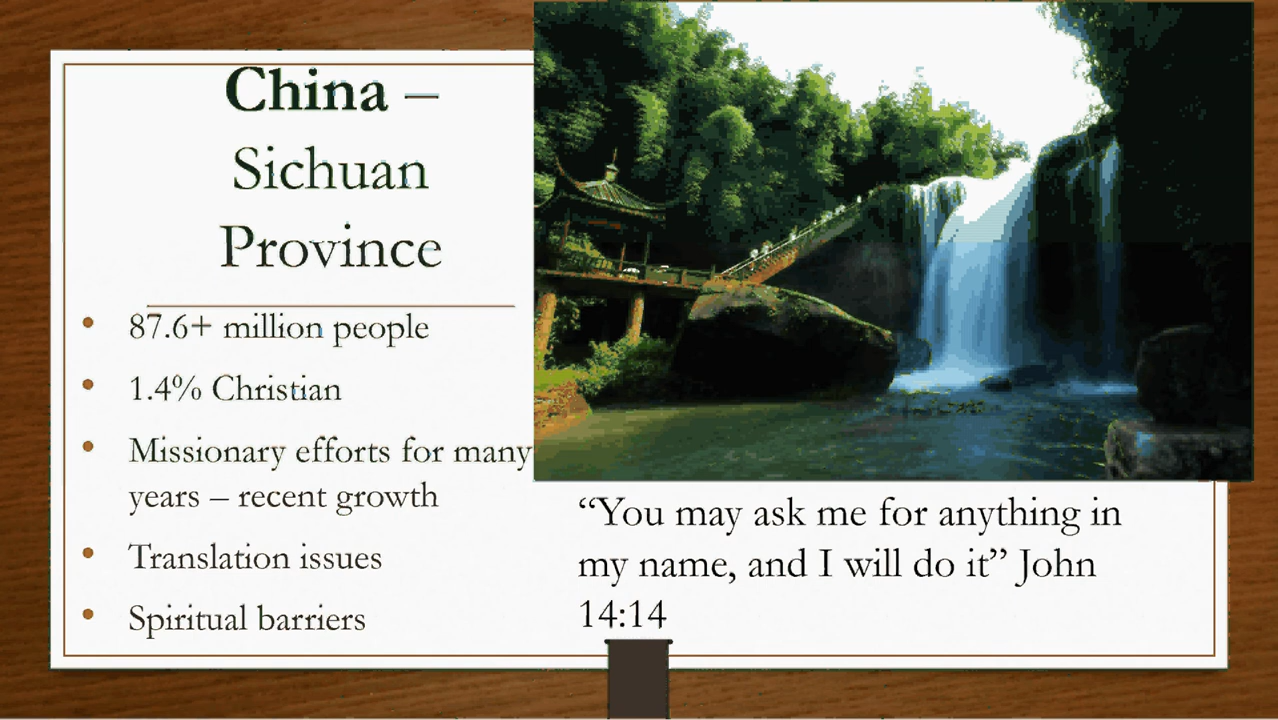 China –
Sichuan
Province
87.6+ million people
1.4% Christian
Missionary efforts for many
years – recent growth
Translation issues
Spiritual barriers
“You may ask me for anything in
my name, and I will do it” John
14:14